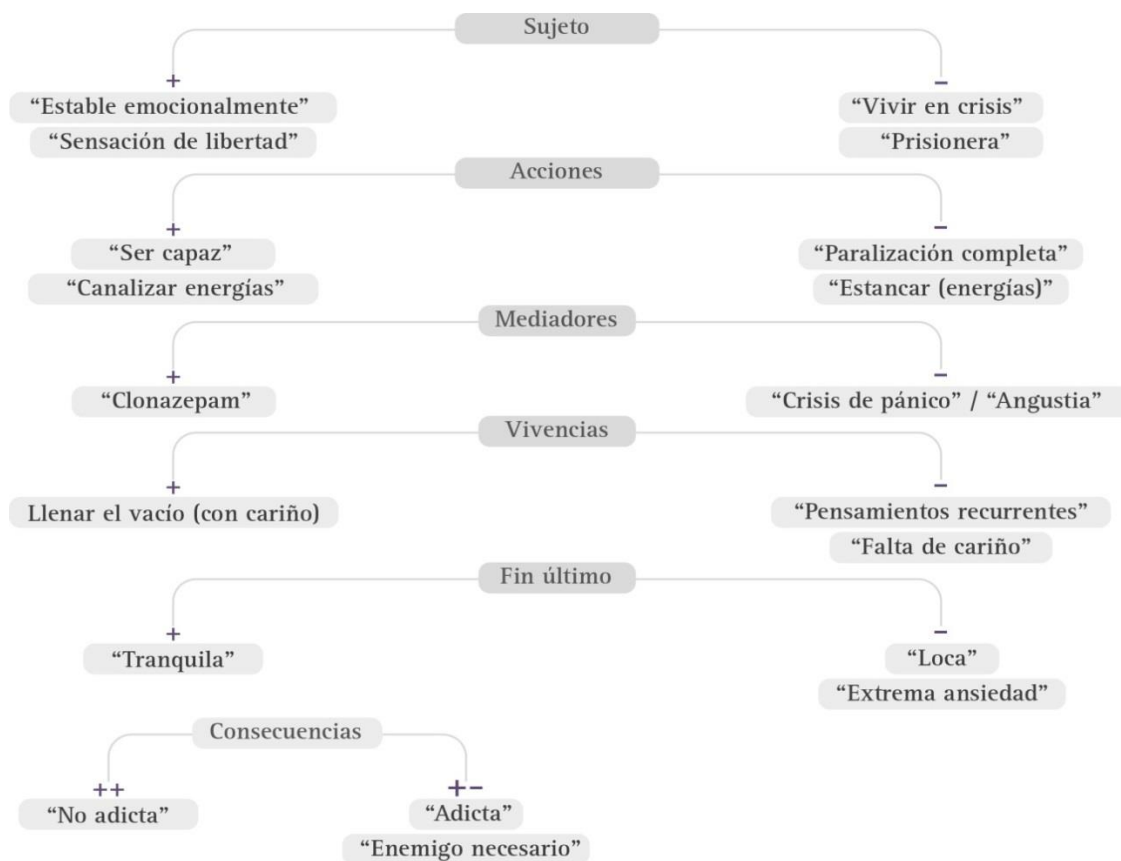 Sujeto
+ −
“Estable emocionalmente” “Vivir en crisis”
“Sensación de libertad” “Prisionera”
Acciones
+ −
“Ser capaz” “Paralización completa”
“Canalizar energías” “Estancar (energías)”
Mediadores
+ −
“Clonazepam” “Crisis de pánico” / “Angustia”
Vivencias
+ −
Llenar el vacío (con cariño) “Pensamientos recurrentes”
“Falta de cariño”
Fin último
+ −
“Tranquila” “Loca”
“Extrema ansiedad”
Consecuencias
++ +−
“No adicta” “Adicta”
“Enemigo necesario”